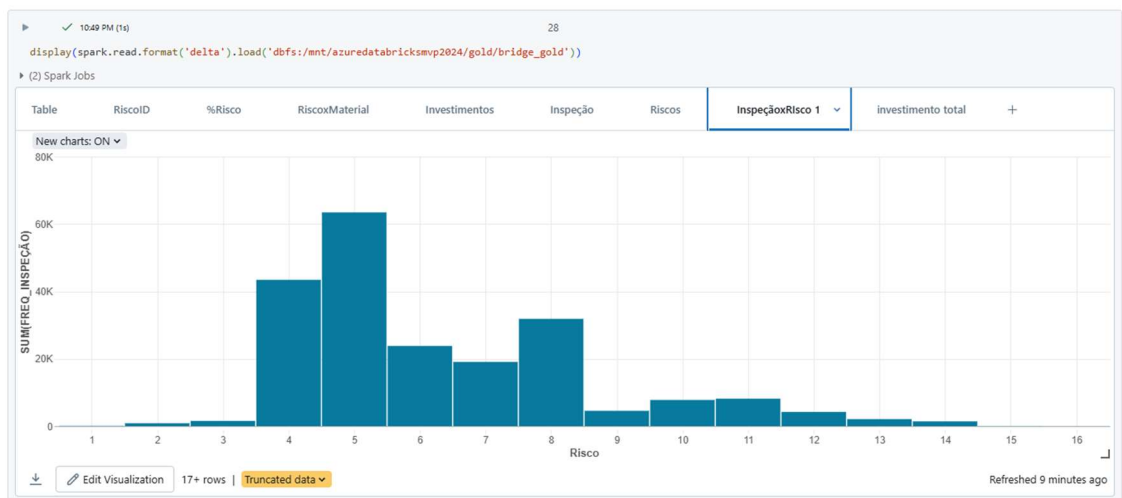 10:49 PM (1s)
28
display(spark.read.format('delta').load('dbfs:/mnt/azuredatabricksmvp2024/gold/bridge_gold'))
(2) Spark Jobs
Table RiscoID %Risco RiscoxMaterial Investimentos Inspeção Riscos InspeçãoxRIsco 1 investimento total +
New charts: ON
80K
60K
40K
20K
0
SUM(FREQ_INSPEÇÃO)
1 2 3 4 5 6 7 8 9 10 11 12 13 14 15 16
Risco
Edit Visualization 17+ rows | Truncated data Refreshed 9 minutes ago